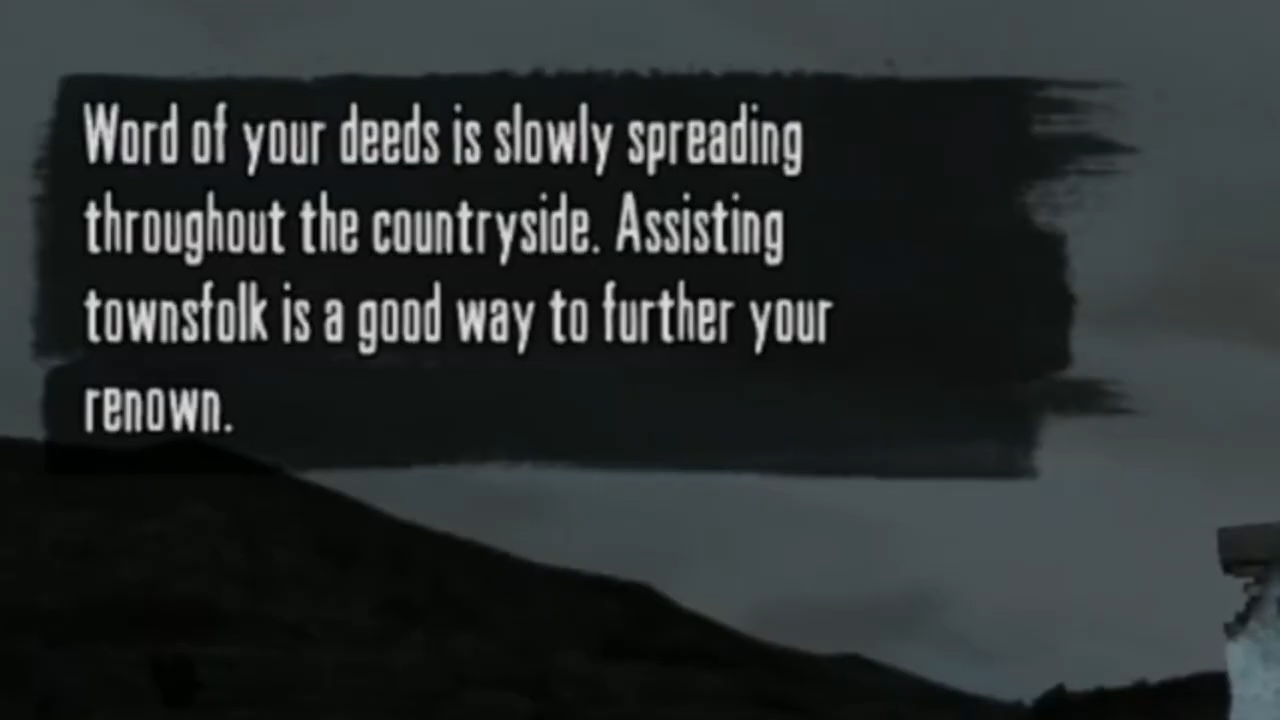 Word of your deeds is slowly spreading
throughout the countryside. Assisting
townsfolk is a good way to further your
renown.